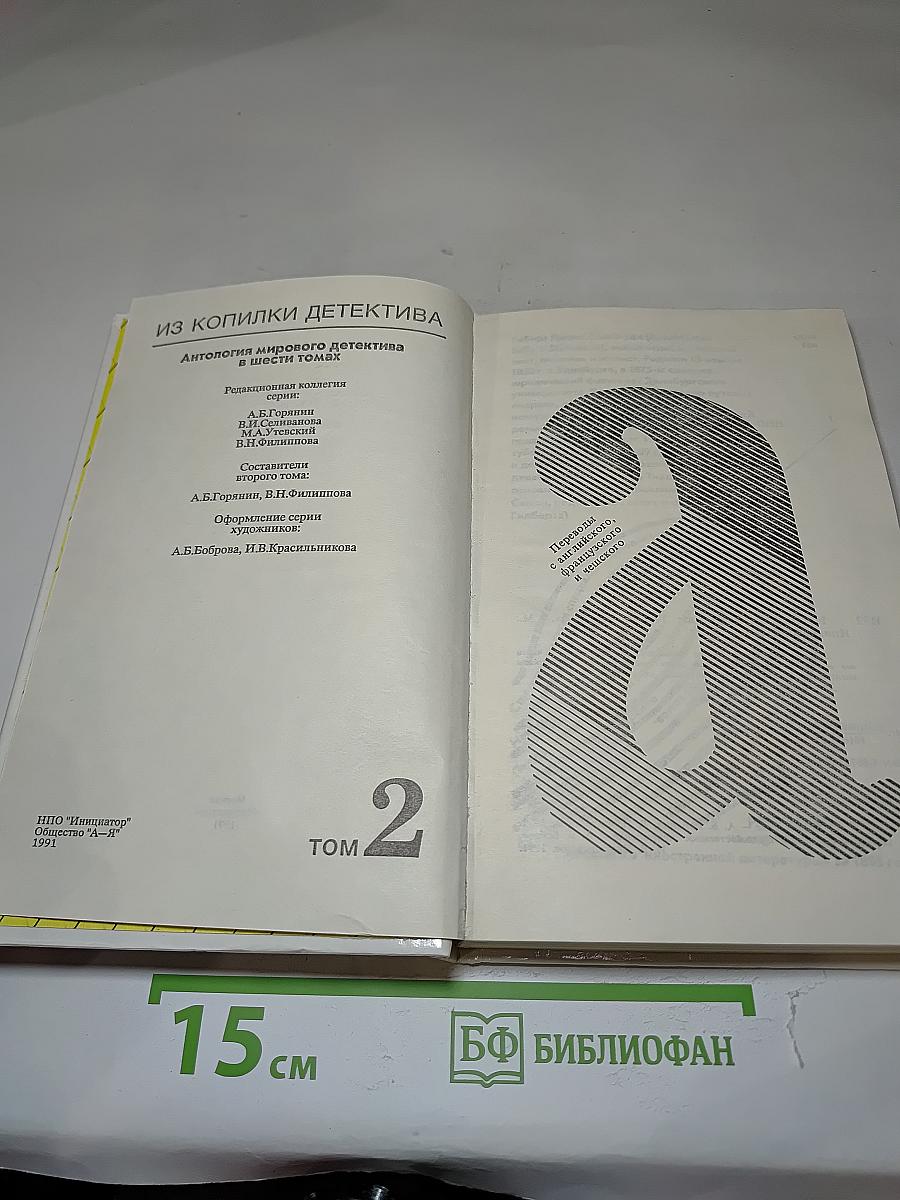 ИЗ КОПИЛКИ ДЕТЕКТИВА
Антология мирового детектива
в шести томах
Редакционная коллегия
серии:
А.Б.Горянин
В.И.Селиванова
М.А.Утевский
В.Н.Филиппова
Составители
второго тома:
А.Б.Горянин, В.Н.Филиппова
Оформление серии
художников:
А.Б.Боброва, И.В.Красильникова
НПО "Инициатор"
Общество "А—Я"
1991
ТОМ 2
а
Переводы
с английского,
французского
и чешского
15 см
БФ БИБЛИОФАН